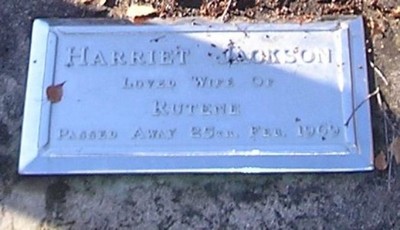 HARRIET JACKSON
LOVED WIFE OF
RUTENE
PASSED AWAY 25TH. FEB. 1969